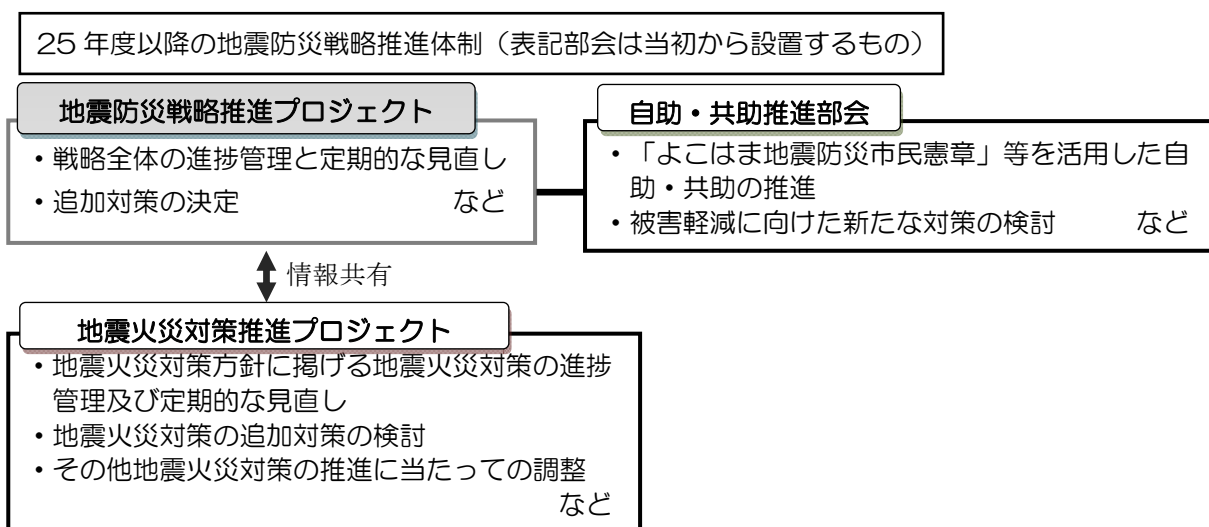 25 年度以降の地震防災戦略推進体制（表記部会は当初から設置するもの）
地震防災戦略推進プロジェクト
・戦略全体の進捗管理と定期的な見直し
・追加対策の決定 など
自助・共助推進部会
・「よこはま地震防災市民憲章」等を活用した自
助・共助の推進
・被害軽減に向けた新たな対策の検討 など
情報共有
地震火災対策推進プロジェクト
・地震火災対策方針に掲げる地震火災対策の進捗
管理及び定期的な見直し
・地震火災対策の追加対策の検討
・その他地震火災対策の推進に当たっての調整
など